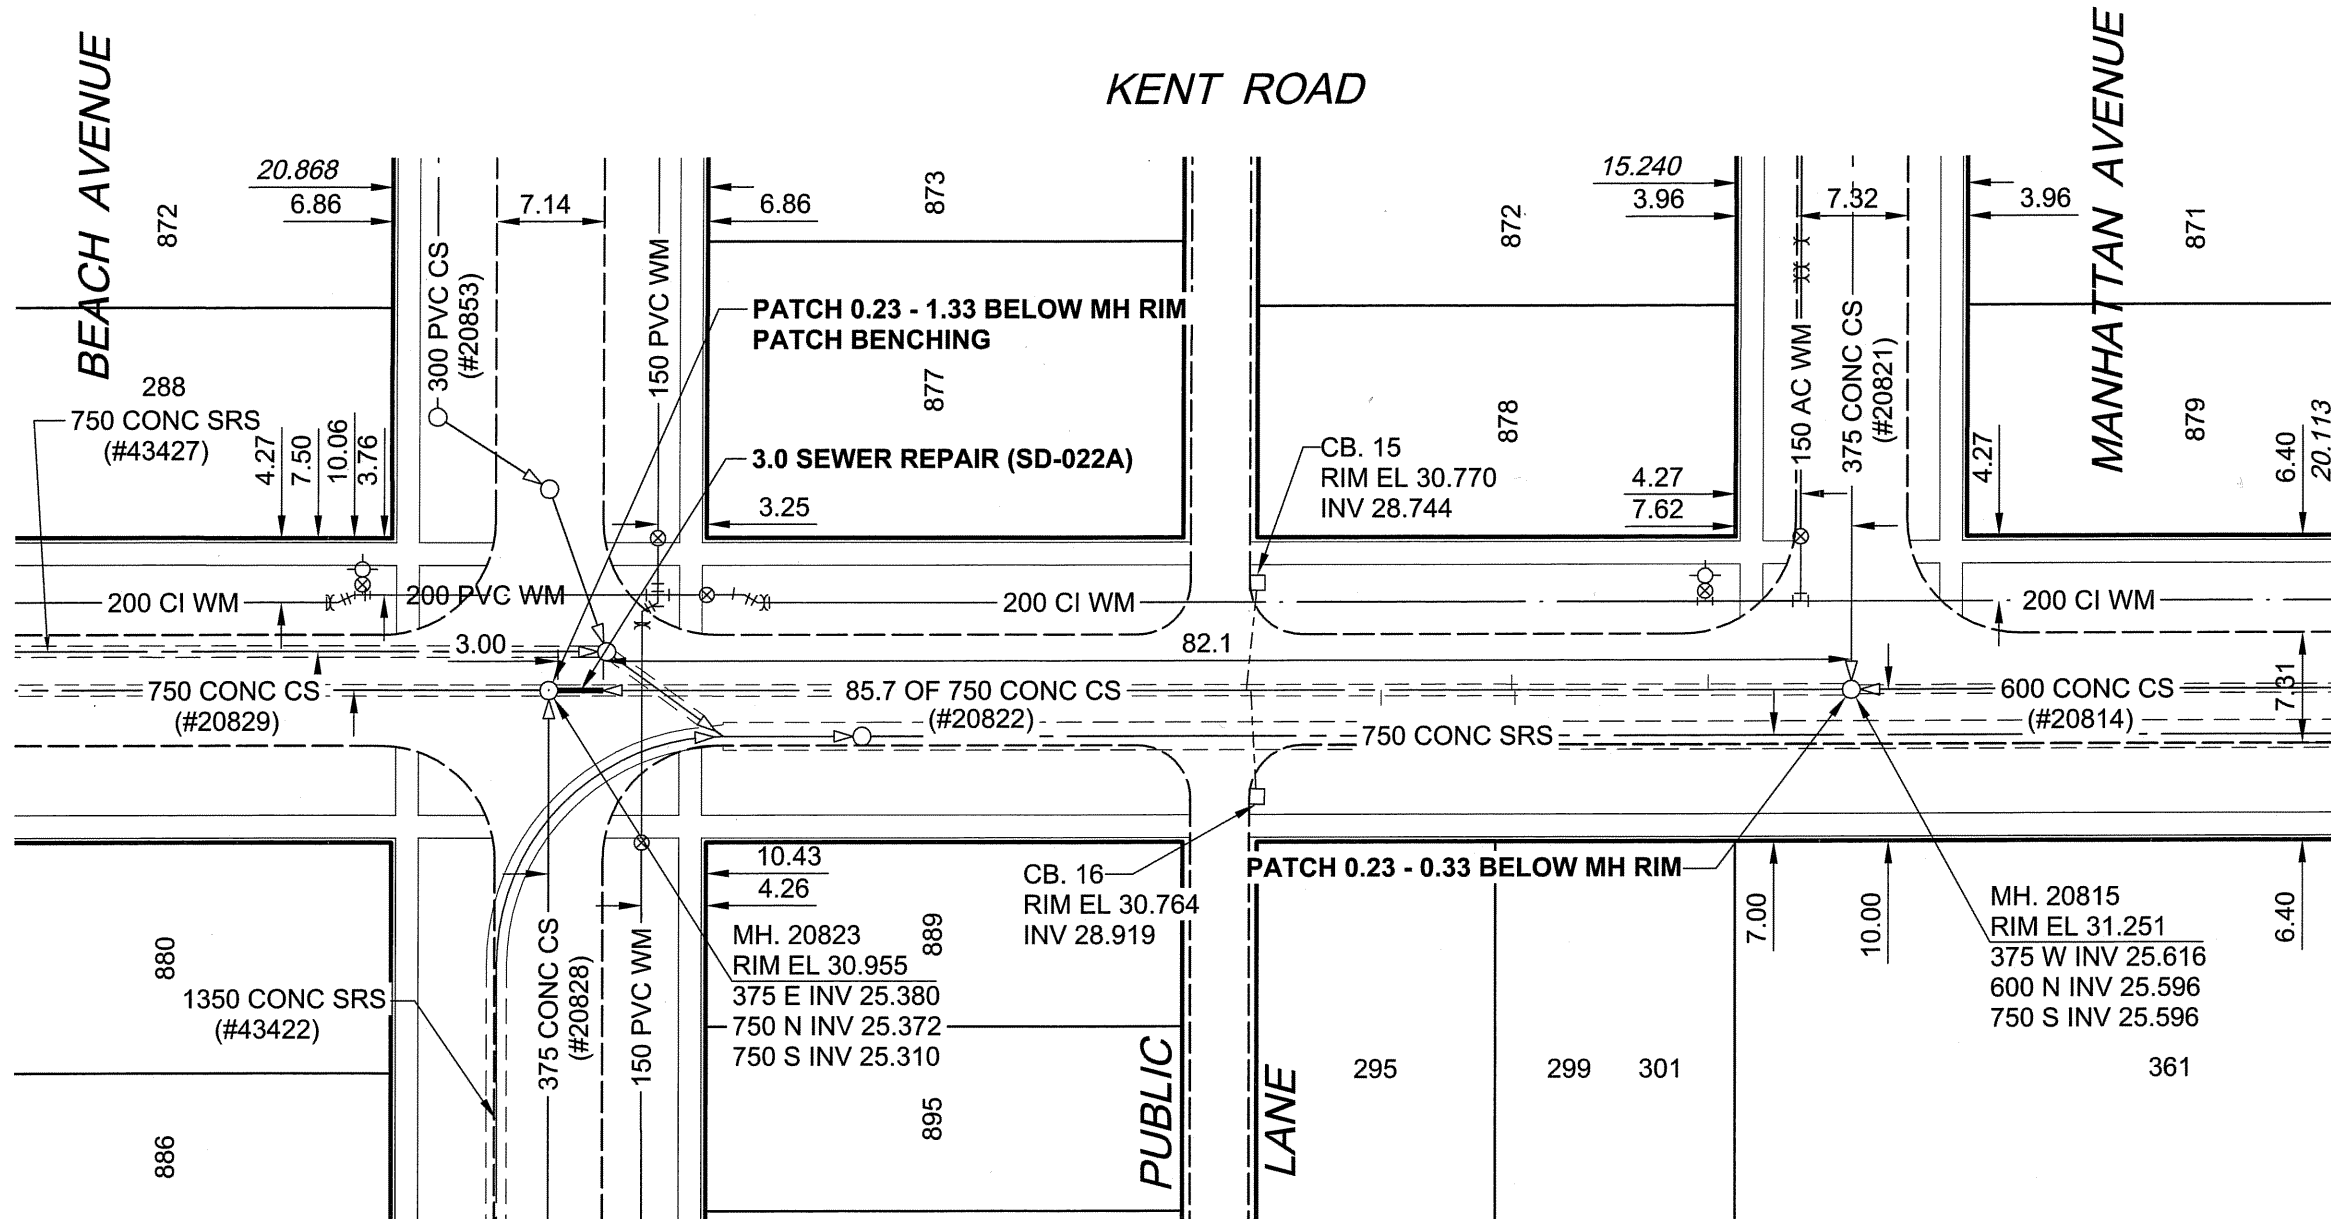 KENT ROAD
BEACH AVENUE
MANHATTAN AVENUE
20.868
6.86
7.14
6.86
872
873
872
15.240
3.96
7.32
3.96
871
300 PVC CS
(#20853)
150 PVC WM
PATCH 0.23 - 1.33 BELOW MH RIM
PATCH BENCHING
877
878
150 AC WM
375 CONC CS
(#20821)
879
288
750 CONC SRS
(#43427)
4.27
7.50
10.06
3.76
3.0 SEWER REPAIR (SD-022A)
3.25
CB. 15
RIM EL 30.770
INV 28.744
4.27
7.62
4.27
6.40
20.113
200 CI WM
200 PVC WM
200 CI WM
200 CI WM
3.00
82.1
750 CONC CS
(#20829)
85.7 OF 750 CONC CS
(#20822)
750 CONC SRS
600 CONC CS
(#20814)
7.31
10.43
4.26
CB. 16
RIM EL 30.764
INV 28.919
PATCH 0.23 - 0.33 BELOW MH RIM
7.00
10.00
6.40
MH. 20815
RIM EL 31.251
375 W INV 25.616
600 N INV 25.596
750 S INV 25.596
880
1350 CONC SRS
(#43422)
375 CONC CS
(#20828)
150 PVC WM
889
MH. 20823
RIM EL 30.955
375 E INV 25.380
750 N INV 25.372
750 S INV 25.310
886
895
PUBLIC
LANE
295
299
301
361